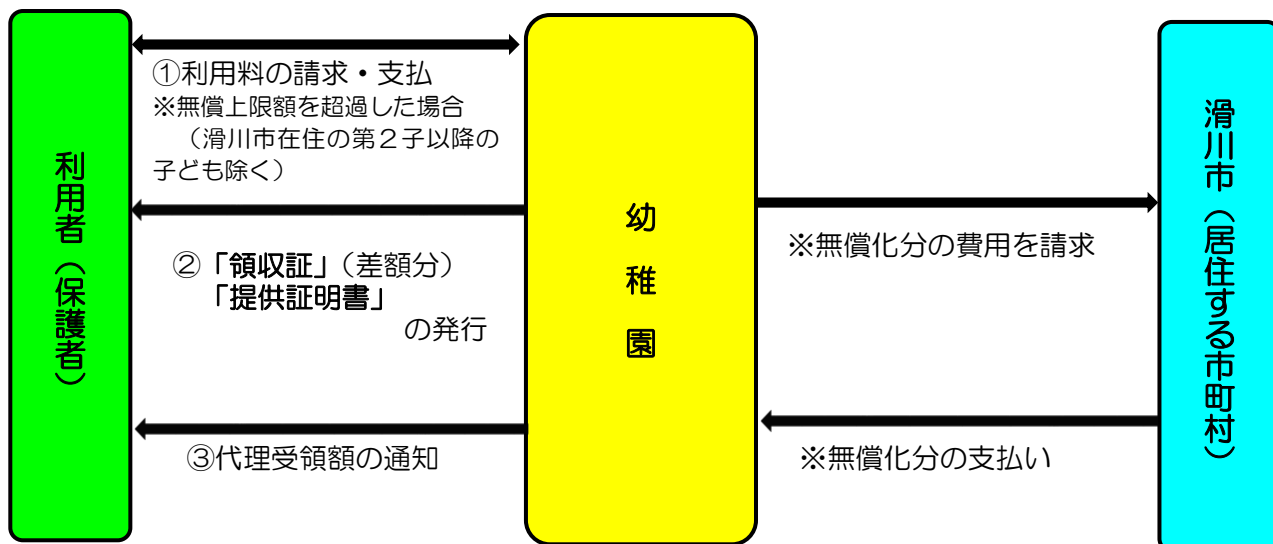 利用者（保護者）
①利用料の請求・支払
※無償上限額を超過した場合
（滑川市在住の第２子以降の
子ども除く）
②「領収証」（差額分）
「提供証明書」
の発行
③代理受領額の通知
幼稚園
※無償化分の費用を請求
※無償化分の支払い
滑川市（居住する市町村）